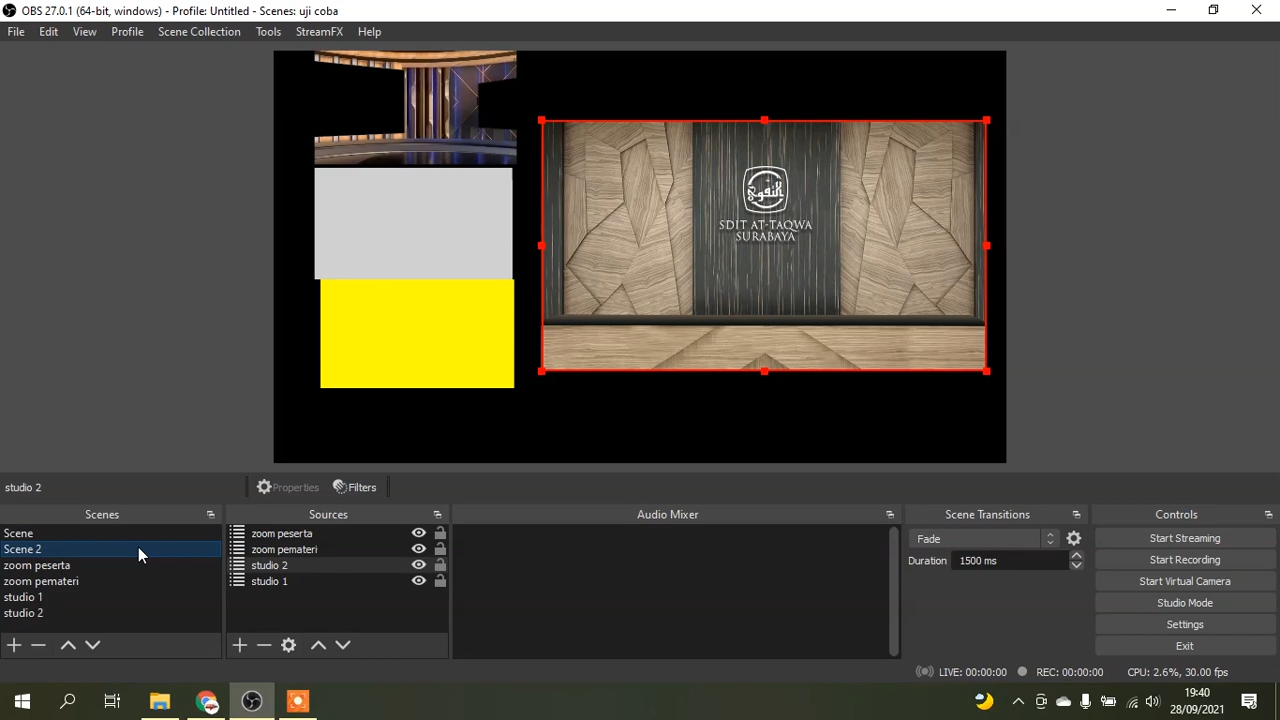 OBS 27.0.1 (64-bit, windows) - Profile: Untitled - Scenes: uji coba
File Edit View Profile Scene Collection Tools StreamFX Help
SDIT AT-TAQWA
SURABAYA
studio 2
Properties
Filters
Scenes
Scene
Scene 2
zoom peserta
zoom pemateri
studio 1
studio 2
Sources
zoom peserta
zoom pemateri
studio 2
studio 1
Audio Mixer
Scene Transitions
Fade
Duration 1500 ms
Controls
Start Streaming
Start Recording
Start Virtual Camera
Studio Mode
Settings
Exit
LIVE: 00:00:00 REC: 00:00:00 CPU: 2.6%, 30.00 fps
19:40
28/09/2021